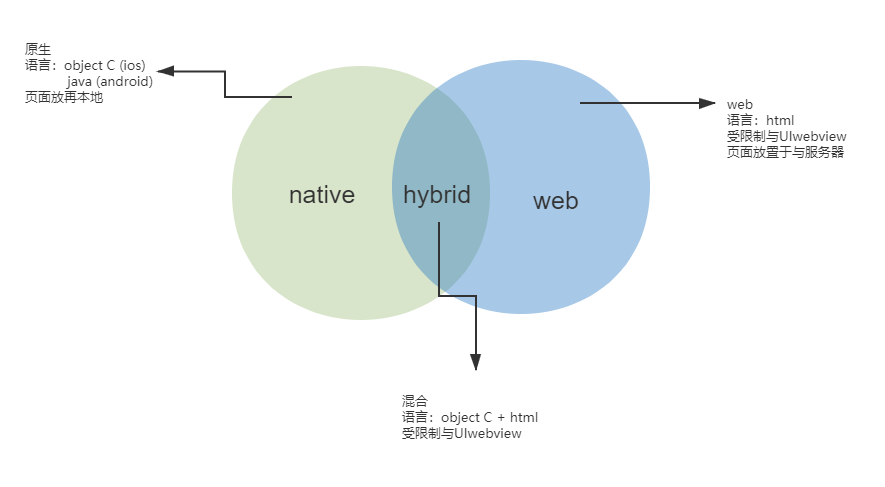 原生
语言：object C (ios)
java (android)
页面放再本地
native
hybrid
web
web
语言：html
受限制与UIwebview
页面放置于与服务器
混合
语言：object C + html
受限制与UIwebview